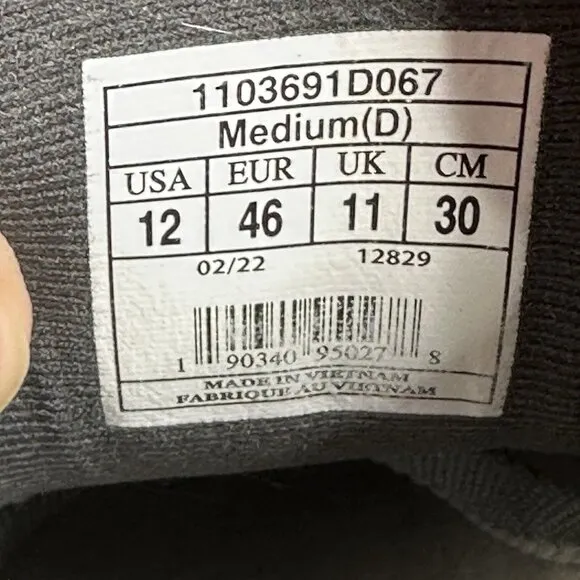 1103691D067
Medium(D)
USA EUR UK CM
12 46 11 30
02/22 12829
1 90340 95027 8
MADE IN VIETNAM
FABRIQUE AU VIETNAM